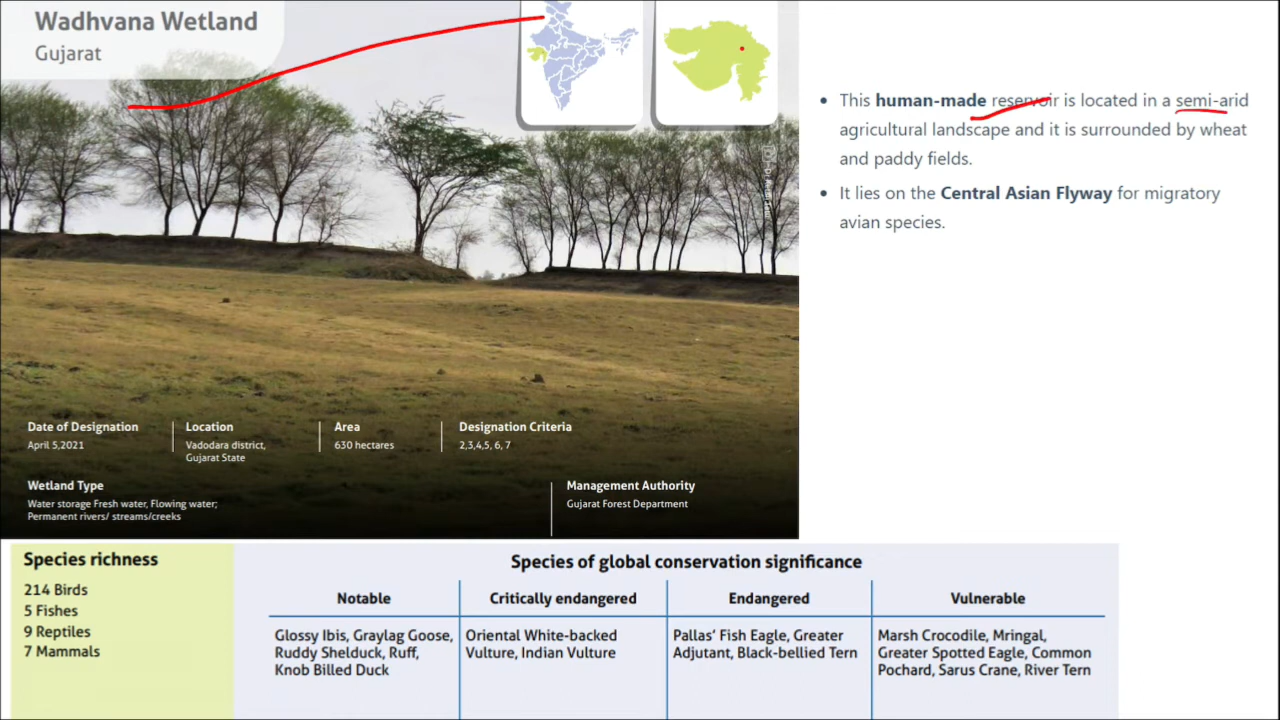 Wadhvana Wetland
Gujarat
This human-made reservoir is located in a semi-arid
agricultural landscape and it is surrounded by wheat
and paddy fields.
It lies on the Central Asian Flyway for migratory
avian species.
Date of Designation
April 5,2021
Location
Vadodara district,
Gujarat State
Area
630 hectares
Designation Criteria
2,3,4,5, 6, 7
Wetland Type
Water storage Fresh water, Flowing water;
Permanent rivers/ streams/creeks
Management Authority
Gujarat Forest Department
Species richness
214 Birds
5 Fishes
9 Reptiles
7 Mammals
Species of global conservation significance
Notable
Critically endangered
Endangered
Vulnerable
Glossy Ibis, Graylag Goose,
Ruddy Shelduck, Ruff,
Knob Billed Duck
Oriental White-backed
Vulture, Indian Vulture
Pallas' Fish Eagle, Greater
Adjutant, Black-bellied Tern
Marsh Crocodile, Mringal,
Greater Spotted Eagle, Common
Pochard, Sarus Crane, River Tern